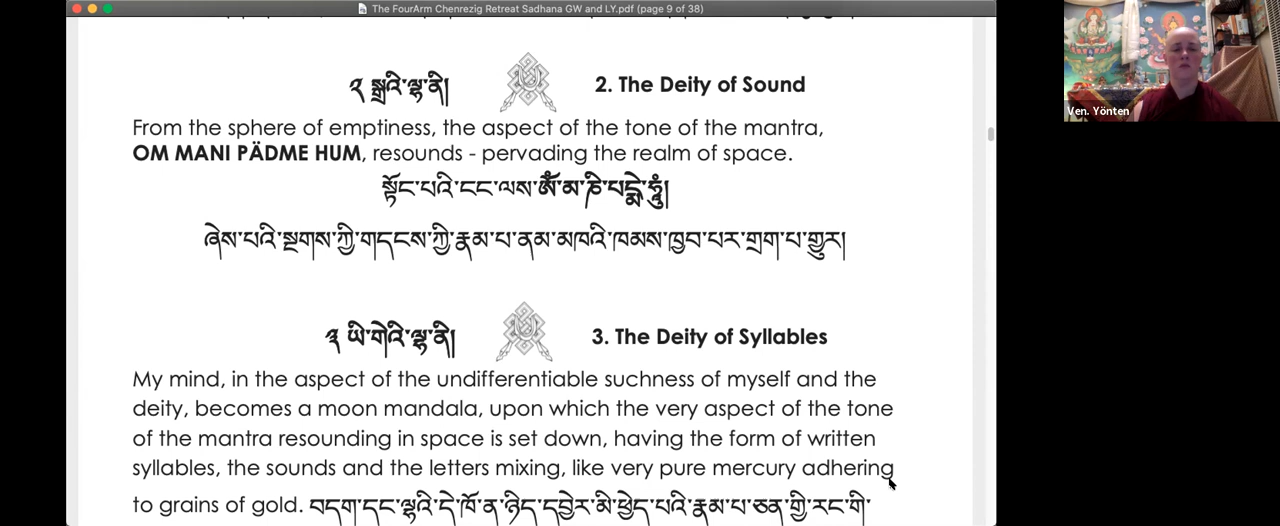 The FourArm Chenrezig Retreat Sadhana GW and LY.pdf (page 9 of 38)
Ven. Yönten
༢ སྒྲའི་ལྷ་ནི། 2. The Deity of Sound
From the sphere of emptiness, the aspect of the tone of the mantra,
OM MANI PÄDME HUM, resounds - pervading the realm of space.
སྟོང་པའི་ངང་ལས་ཨོཾ་མ་ཎི་པདྨེ་ཧཱུྃ།
ཞེས་པའི་སྔགས་ཀྱི་གདངས་ཀྱི་རྣམ་པ་ནམ་མཁའི་ཁམས་ཁྱབ་པར་གྲག་པ་གྱུར།
༣ ཡི་གེའི་ལྷ་ནི། 3. The Deity of Syllables
My mind, in the aspect of the undifferentiable suchness of myself and the
deity, becomes a moon mandala, upon which the very aspect of the tone
of the mantra resounding in space is set down, having the form of written
syllables, the sounds and the letters mixing, like very pure mercury adhering
to grains of gold. བདག་དང་ལྷའི་དེ་ཁོ་ན་ཉིད་དབྱེར་མི་ཕྱེད་པའི་རྣམ་པ་ཅན་གྱི་རང་གི་